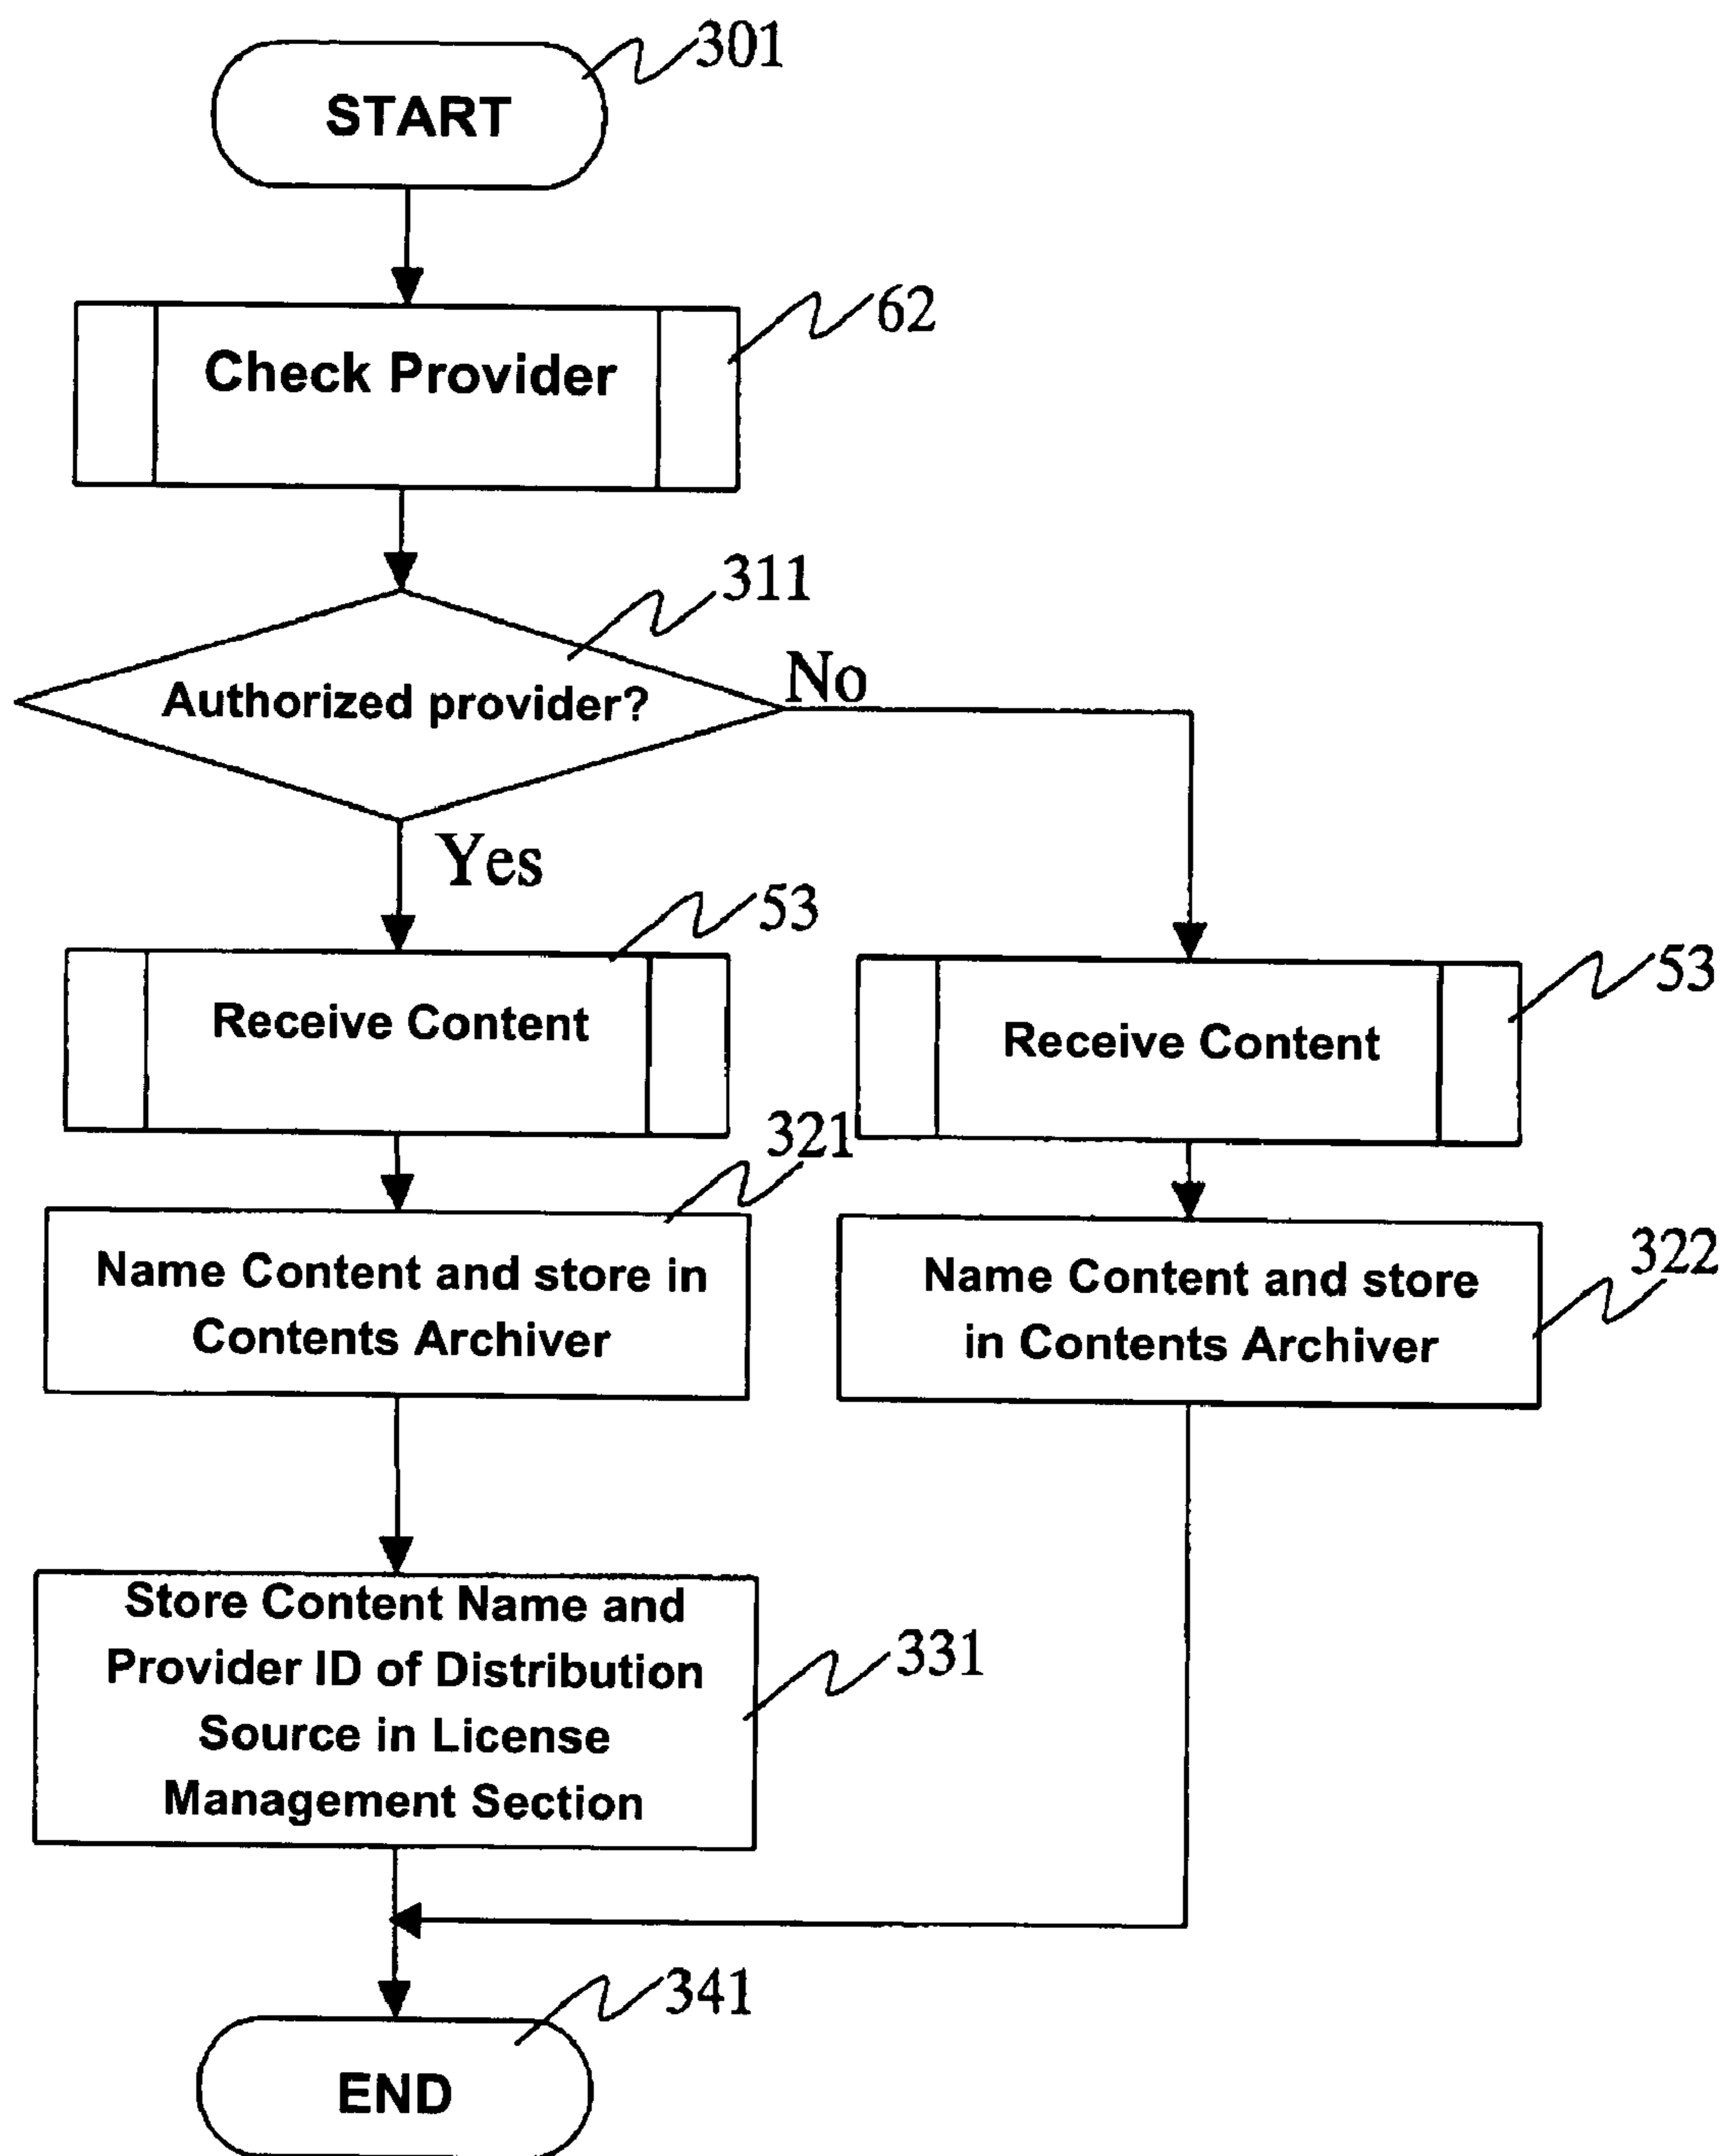 301
START
62
Check Provider
311
No
Authorized provider?
Yes
53
Receive Content
53
Receive Content
321
Name Content and store in
Contents Archiver
322
Name Content and store
in Contents Archiver
Store Content Name and
Provider ID of Distribution
Source in License
Management Section
331
341
END